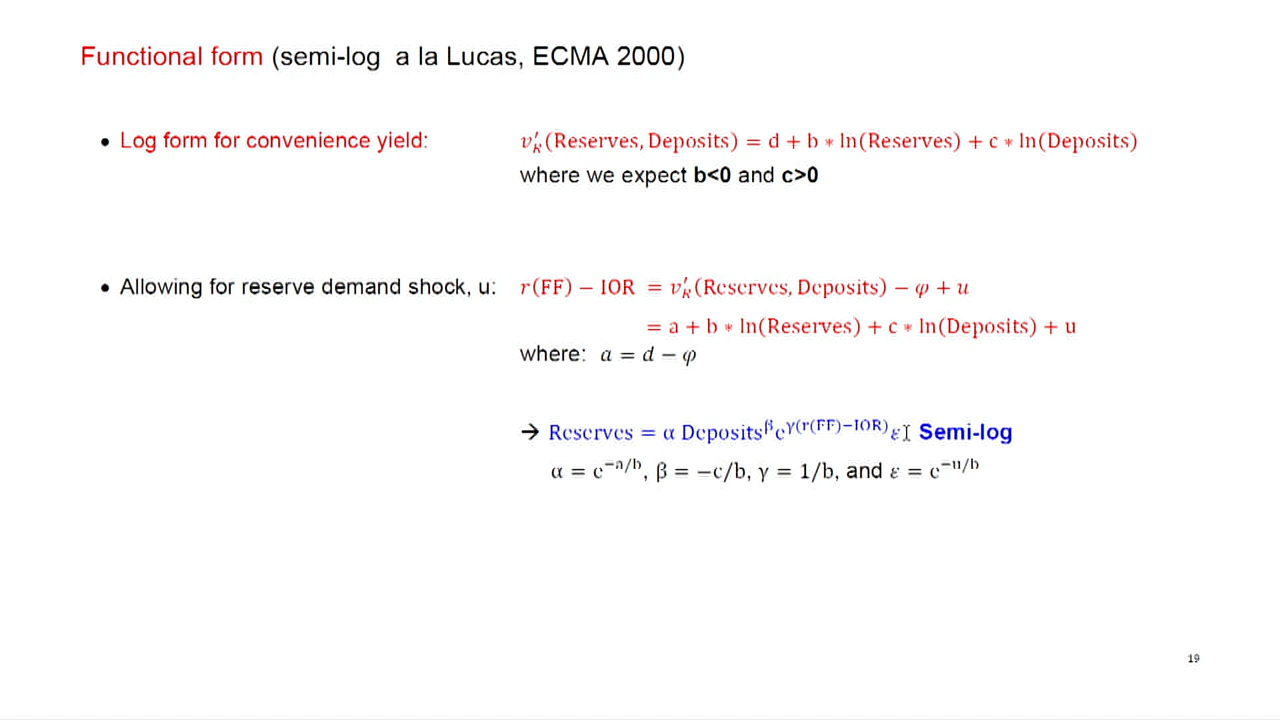 Functional form (semi-log a la Lucas, ECMA 2000)
• Log form for convenience yield: v′_R(Reserves, Deposits) = d + b ∗ ln(Reserves) + c ∗ ln(Deposits)
where we expect b<0 and c>0
• Allowing for reserve demand shock, u: r(FF) − IOR = v′_R(Reserves, Deposits) − φ + u
= a + b ∗ ln(Reserves) + c ∗ ln(Deposits) + u
where: a = d − φ
→ Reserves = α Deposits^β e^γ(r(FF)−IOR) ε Semi-log
α = e^−a/b, β = −c/b, γ = 1/b, and ε = e^−u/b
19